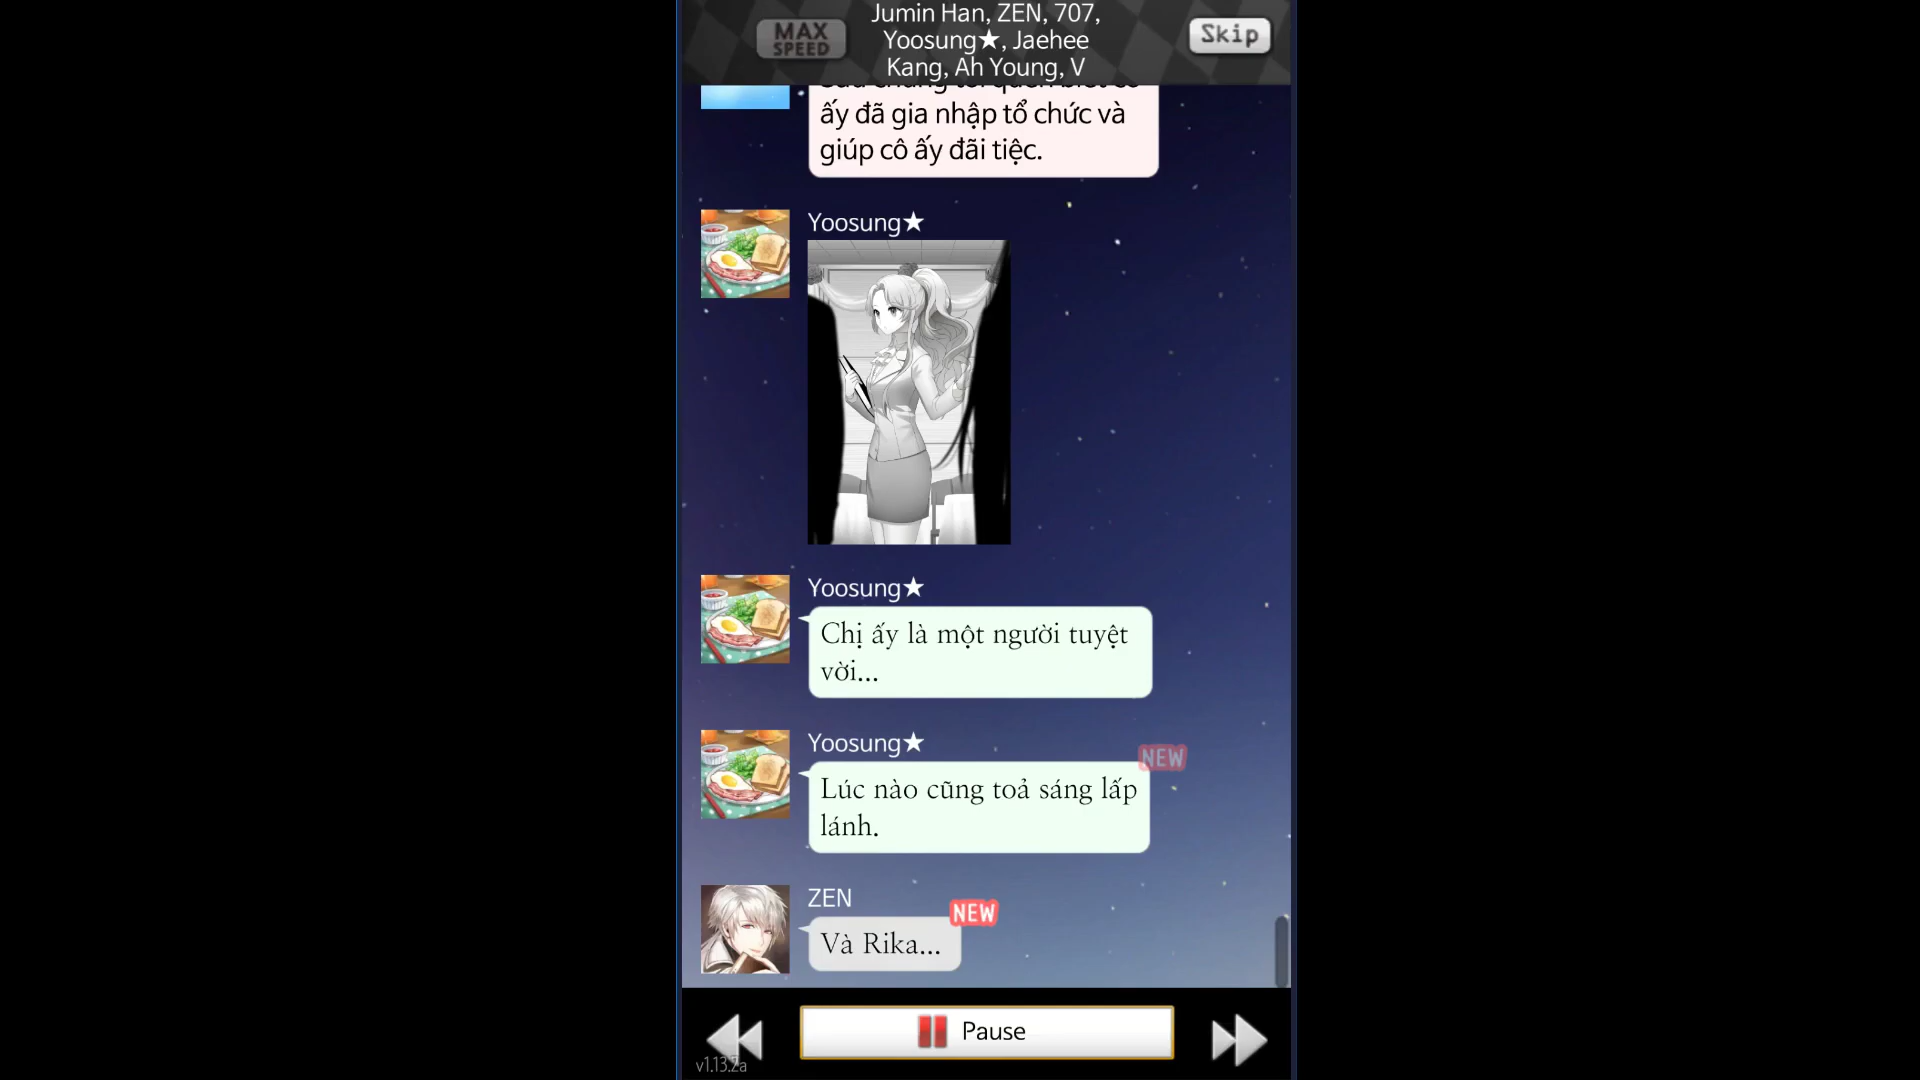 MAX
SPEED
Jumin Han, ZEN, 707,
Yoosung★, Jaehee
Kang, Ah Young, V
Skip
ấy đã gia nhập tổ chức và
giúp cô ấy đãi tiệc.
Yoosung★
Yoosung★
Chị ấy là một người tuyệt
vời...
Yoosung★
NEW
Lúc nào cũng toả sáng lấp
lánh.
ZEN
NEW
Và Rika...
Pause
v1.13.2a